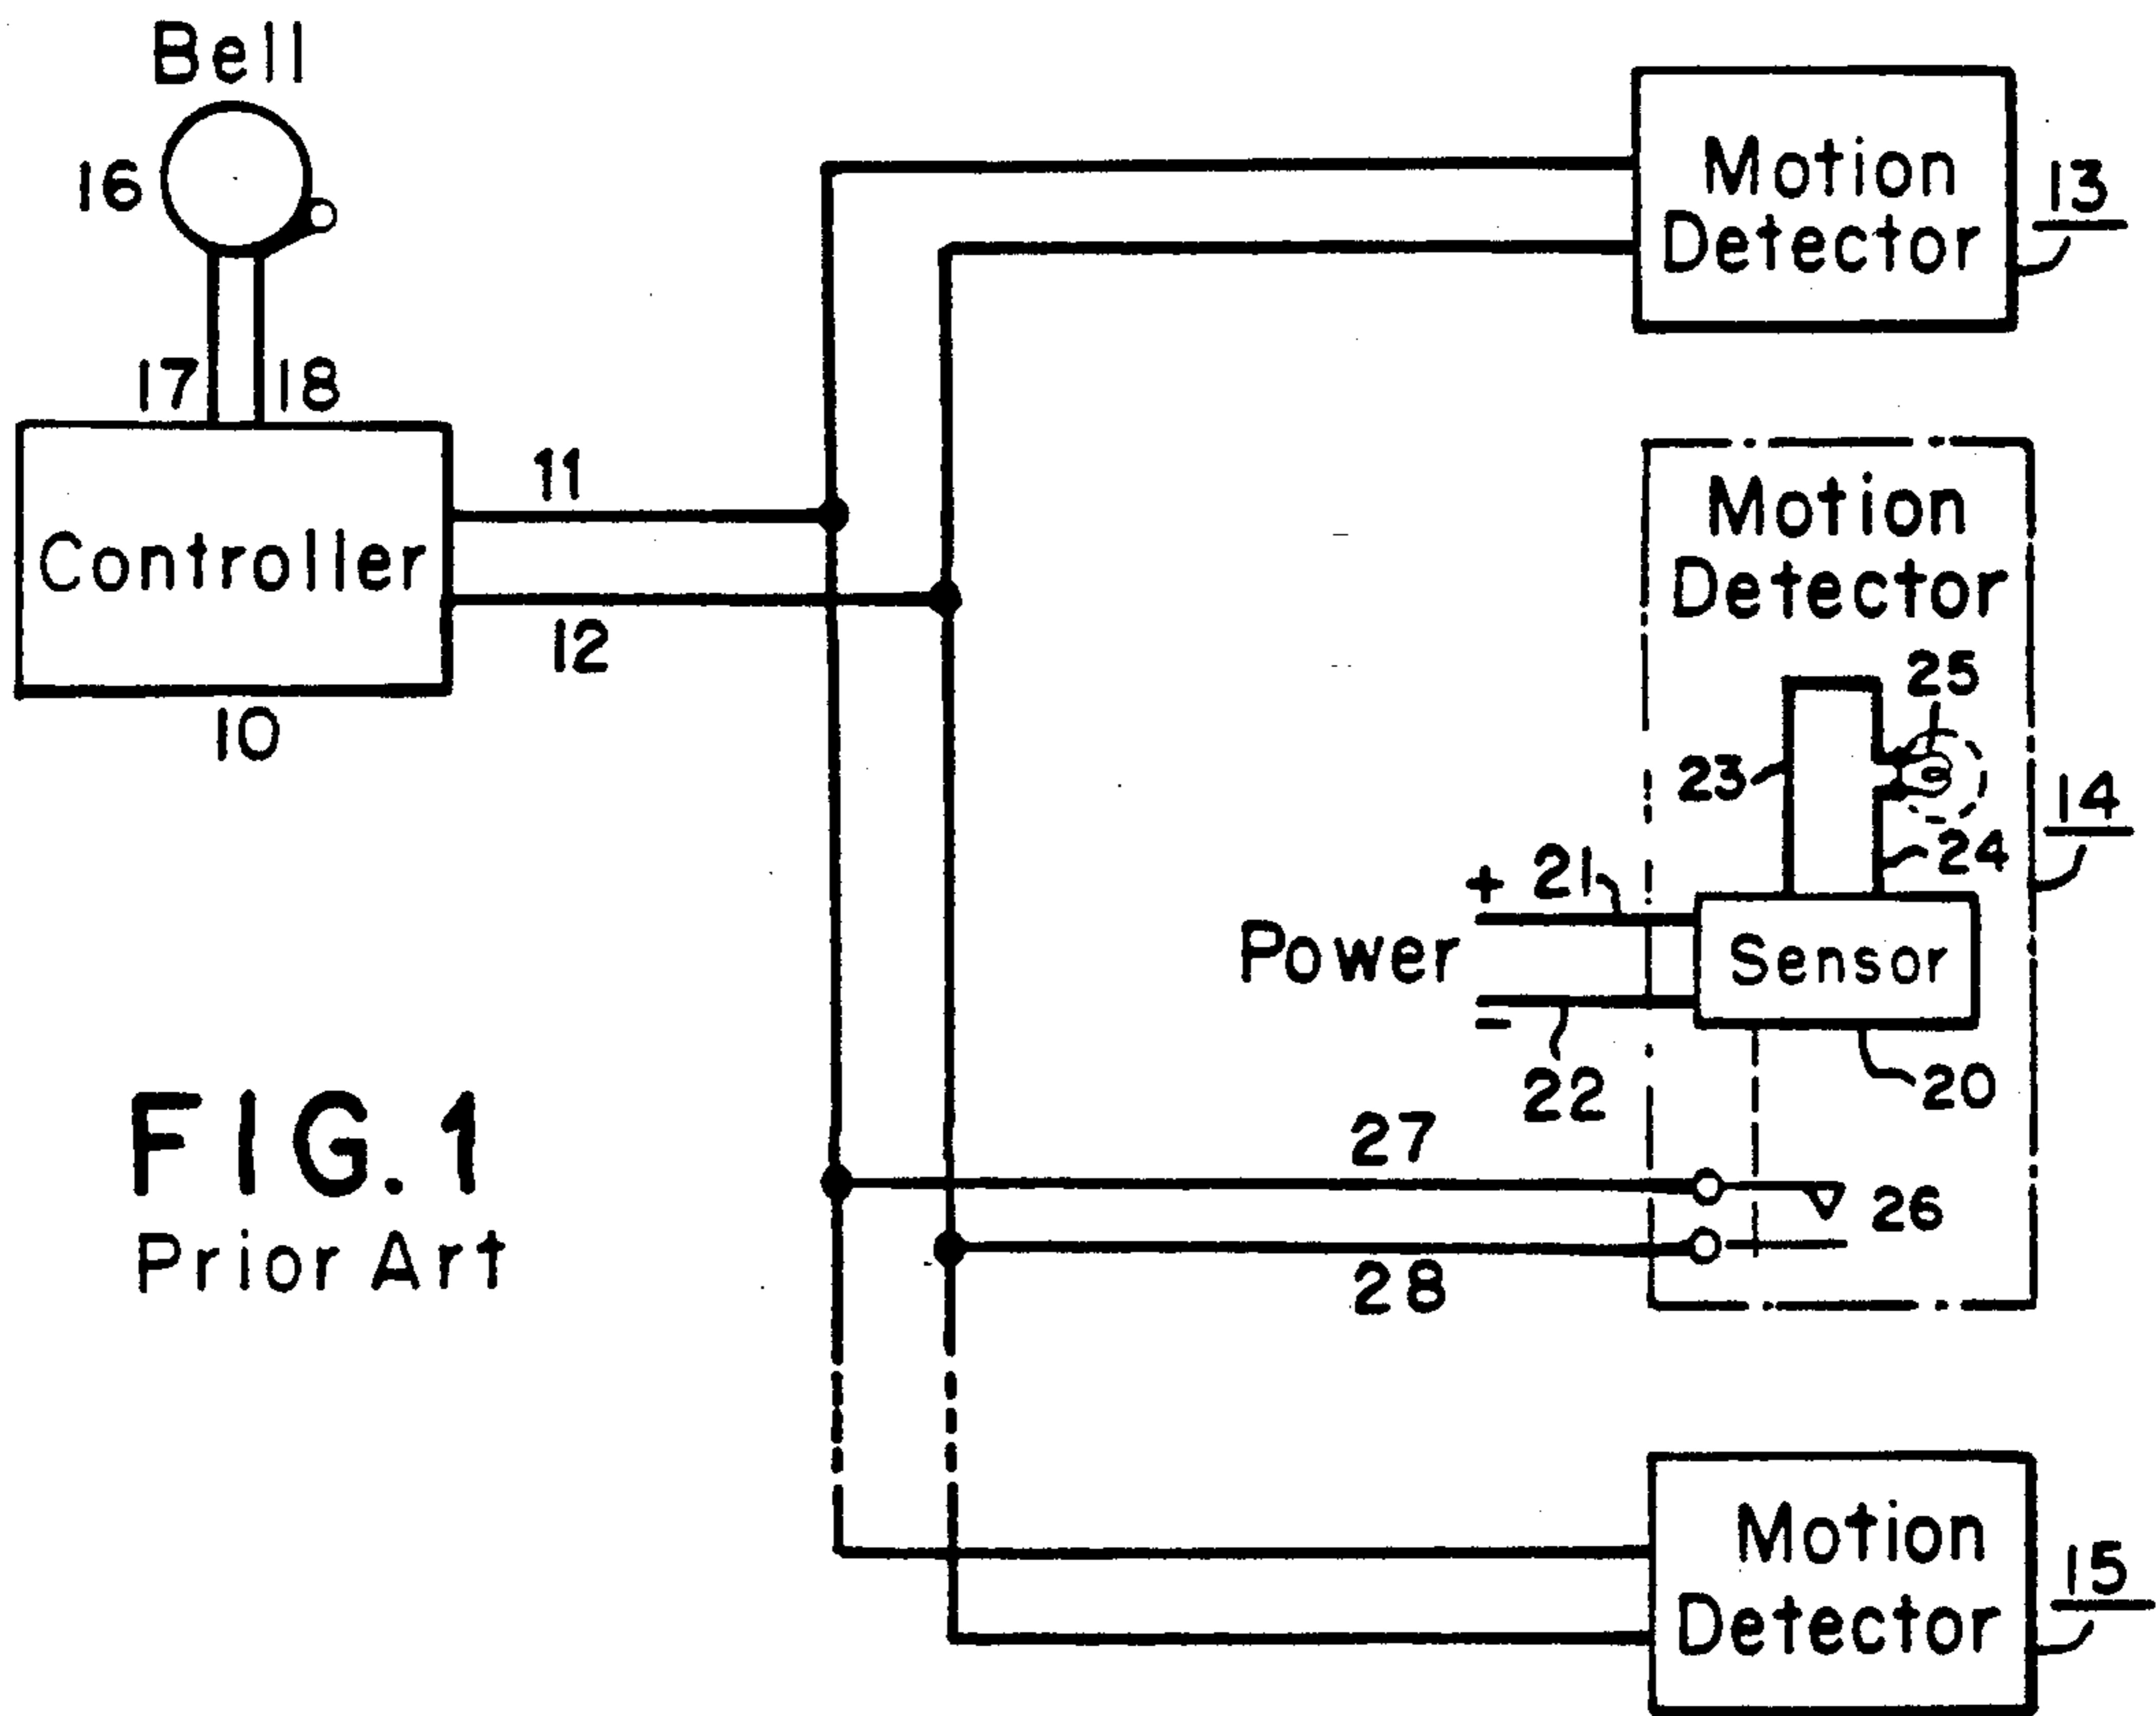 Bell
16
17
18
Controller
10
11
12
Motion
Detector
13
Motion
Detector
14
25
23
24
+
21
Power
-
22
Sensor
20
27
28
26
Motion
Detector
15
FIG.1
Prior Art